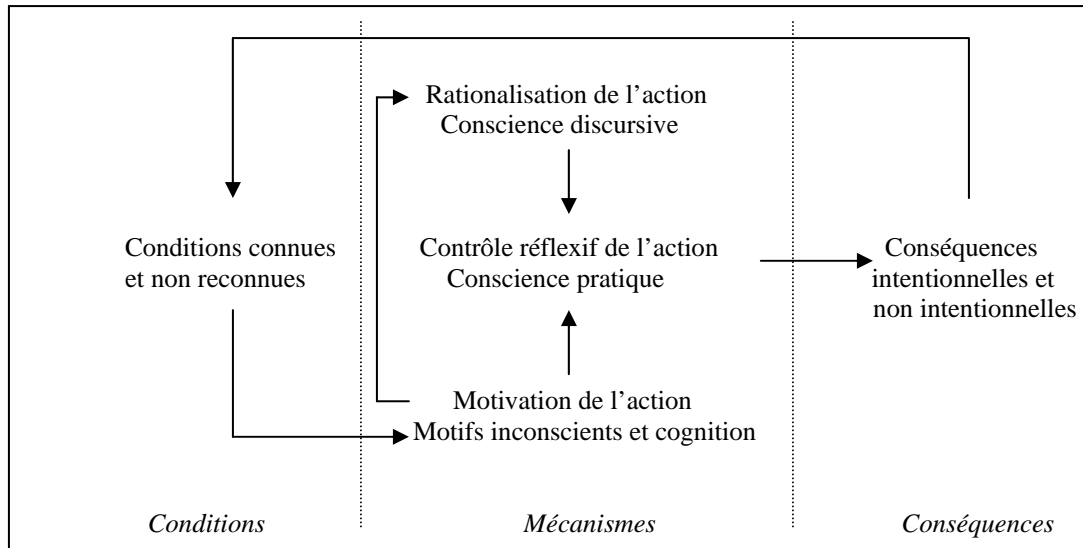 Rationalisation de l’action
Conscience discursive
Conditions connues
et non reconnues
Contrôle réflexif de l’action
Conscience pratique
Conséquences
intentionnelles et
non intentionnelles
Motivation de l’action
Motifs inconscients et cognition
Conditions
Mécanismes
Conséquences